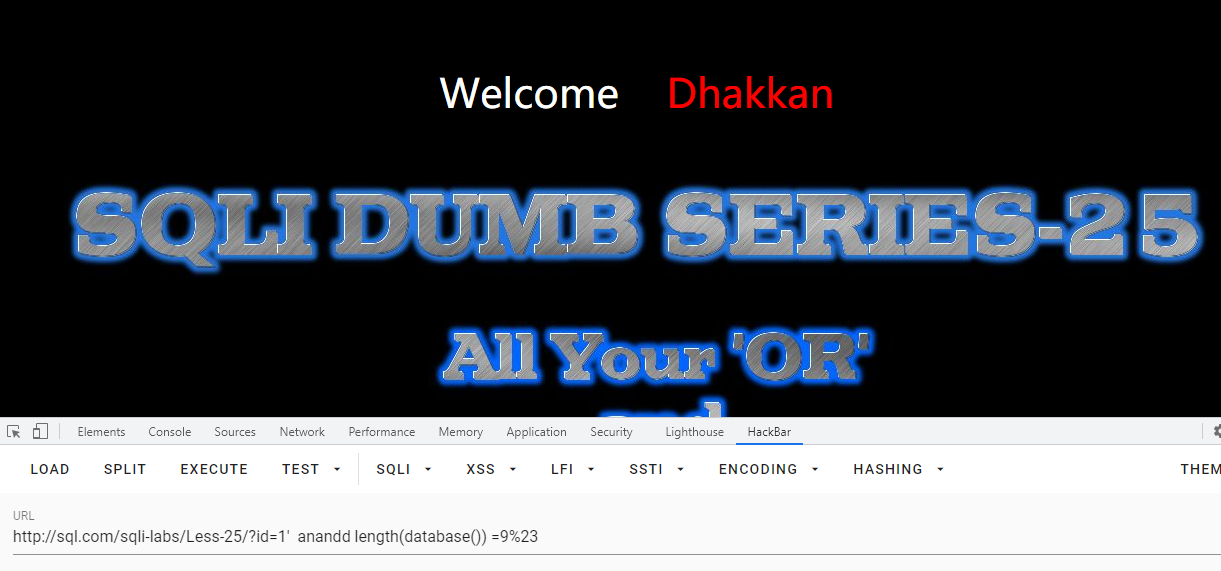 Welcome Dhakkan
SQLI DUMB SERIES-25
All Your 'OR'
and
Elements Console Sources Network Performance Memory Application Security Lighthouse HackBar
LOAD SPLIT EXECUTE TEST SQLI XSS LFI SSTI ENCODING HASHING THEM
URL
http://sql.com/sqli-labs/Less-25/?id=1'  anandd length(database()) =9%23